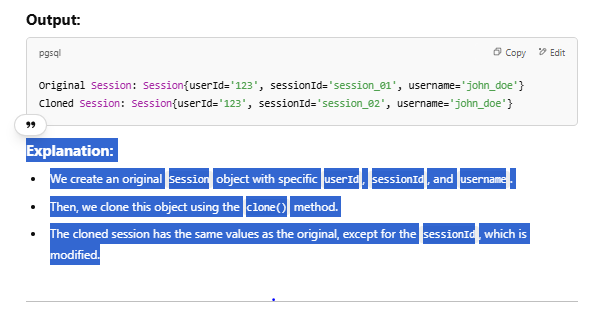 Output:
pgsql Copy Edit
Original Session: Session{userId='123', sessionId='session_01', username='john_doe'}
Cloned Session: Session{userId='123', sessionId='session_02', username='john_doe'}
Explanation:
• We create an original Session object with specific userId, sessionId, and username.
• Then, we clone this object using the clone() method.
• The cloned session has the same values as the original, except for the sessionId, which is
modified.